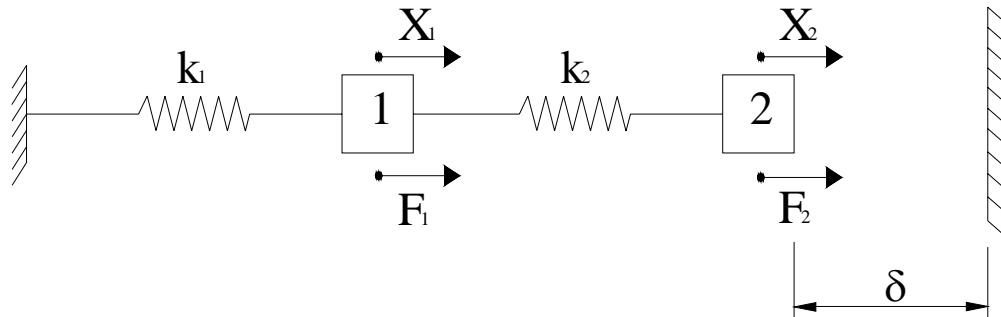 X₁ X₂
k₁ k₂
1 2
F₁ F₂
δ